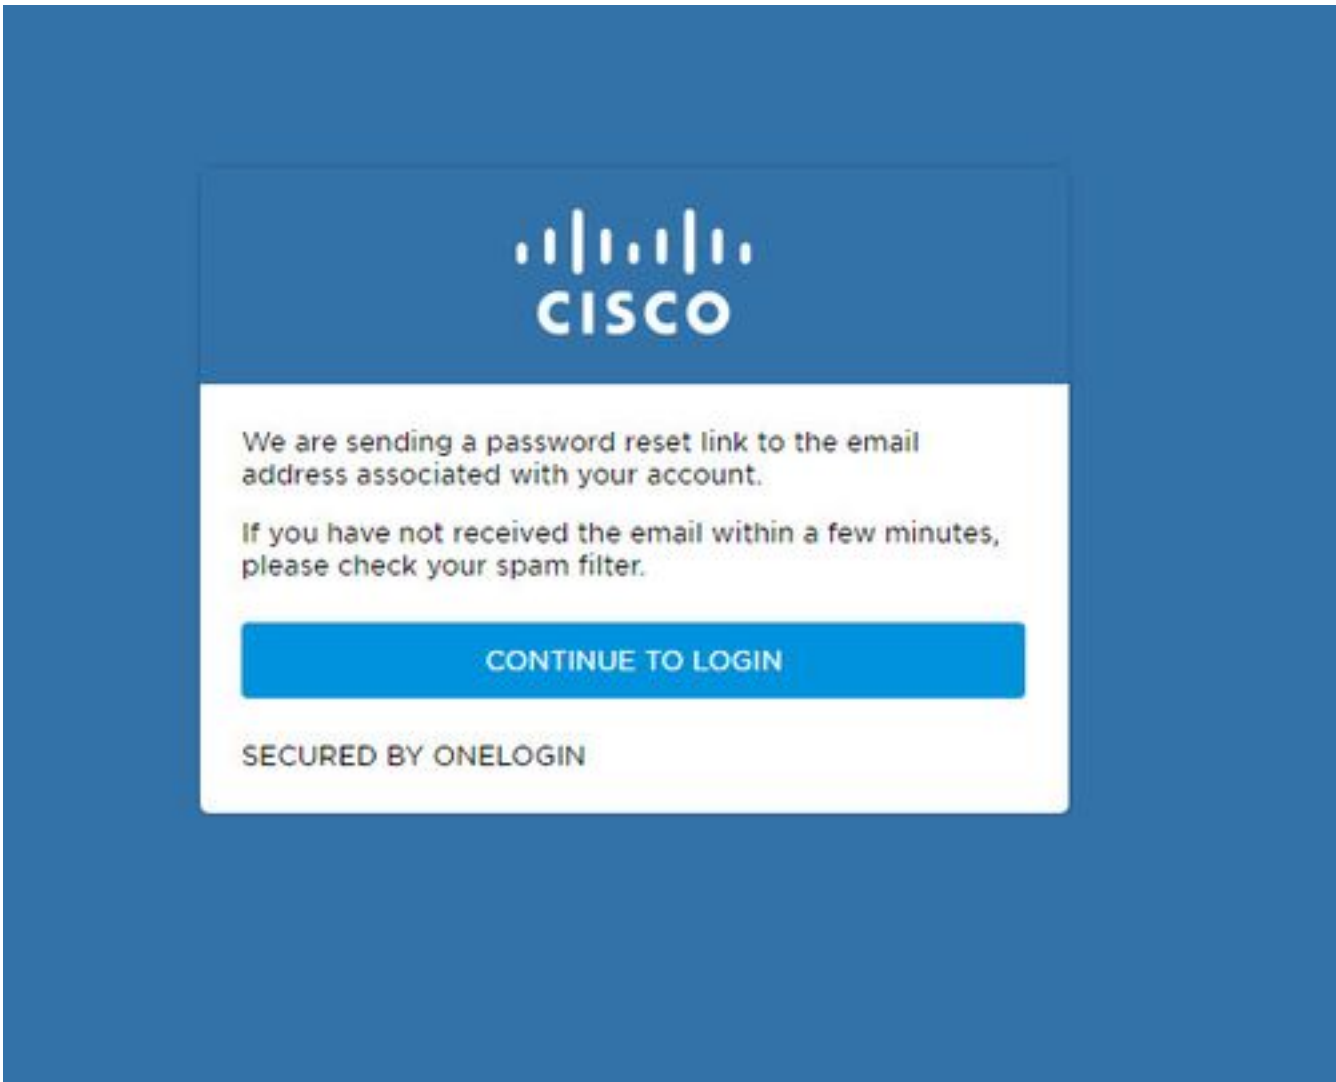 CISCO
We are sending a password reset link to the email
address associated with your account.
If you have not received the email within a few minutes,
please check your spam filter.
CONTINUE TO LOGIN
SECURED BY ONELOGIN